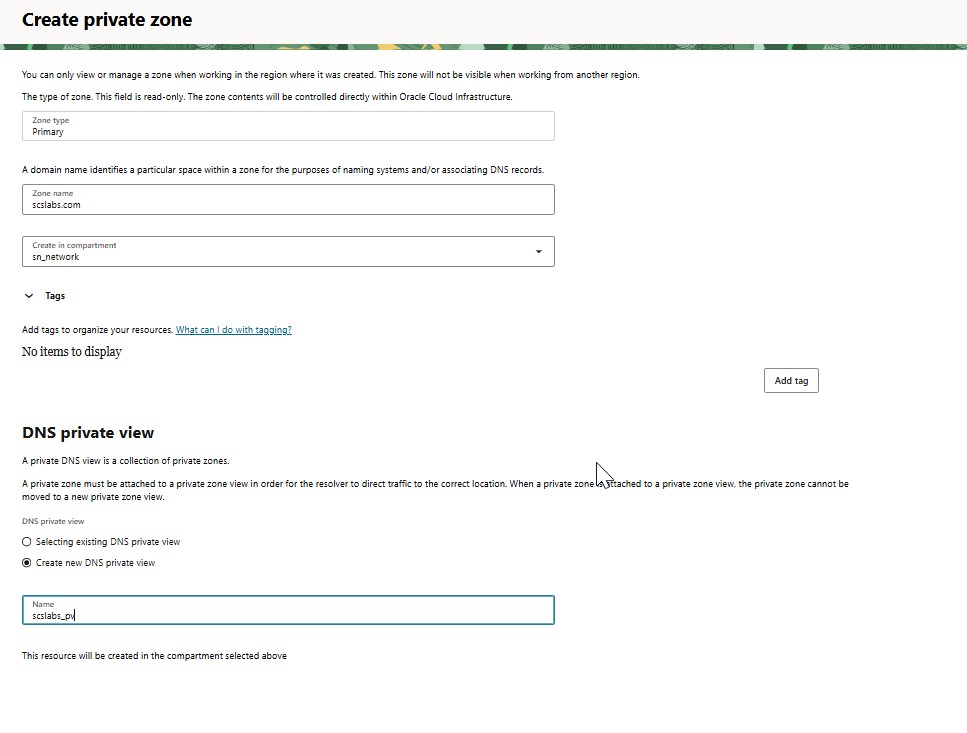 Create private zone
You can only view or manage a zone when working in the region where it was created. This zone will not be visible when working from another region.
The type of zone. This field is read-only. The zone contents will be controlled directly within Oracle Cloud Infrastructure.
Zone type
Primary
A domain name identifies a particular space within a zone for the purposes of naming systems and/or associating DNS records.
Zone name
scslabs.com
Create in compartment
sn_network
Tags
Add tags to organize your resources. What can I do with tagging?
No items to display
Add tag
DNS private view
A private DNS view is a collection of private zones.
A private zone must be attached to a private zone view in order for the resolver to direct traffic to the correct location. When a private zone attached to a private zone view, the private zone cannot be
moved to a new private zone view.
DNS private view
Selecting existing DNS private view
Create new DNS private view
Name
scslabs_pv
This resource will be created in the compartment selected above